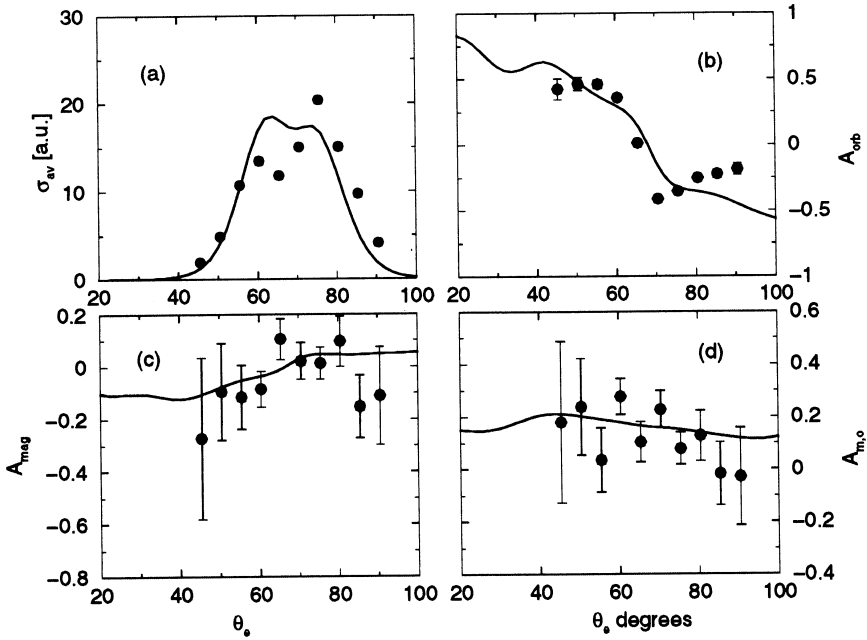 30
20
10
0
σav [a.u.]
(a)
20 40 60 80 100
1
0.5
0
−0.5
−1
Aorb
(b)
20 40 60 80 100
0.2
0
−0.2
−0.4
−0.6
−0.8
Amag
(c)
20 40 60 80 100
θe
0.6
0.4
0.2
0
−0.2
−0.4
Am,o
(d)
20 40 60 80 100
θe degrees